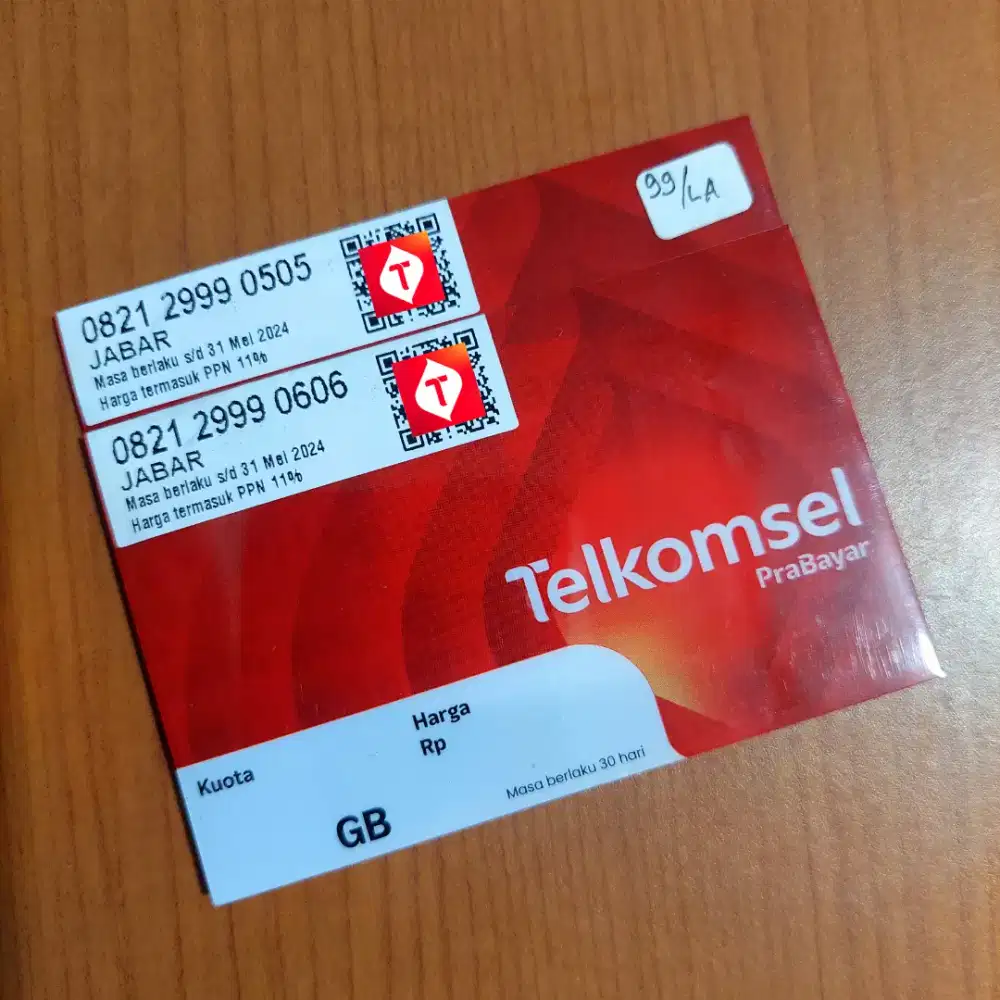 99/LA
0821 2999 0505
JABAR
Masa berlaku s/d 31 Mei 2024
Harga termasuk PPN 11%
T
0821 2999 0606
JABAR
Masa berlaku s/d 31 Mei 2024
Harga termasuk PPN 11%
T
Telkomsel
PraBayar
Kuota
GB
Harga
Rp
Masa berlaku 30 hari